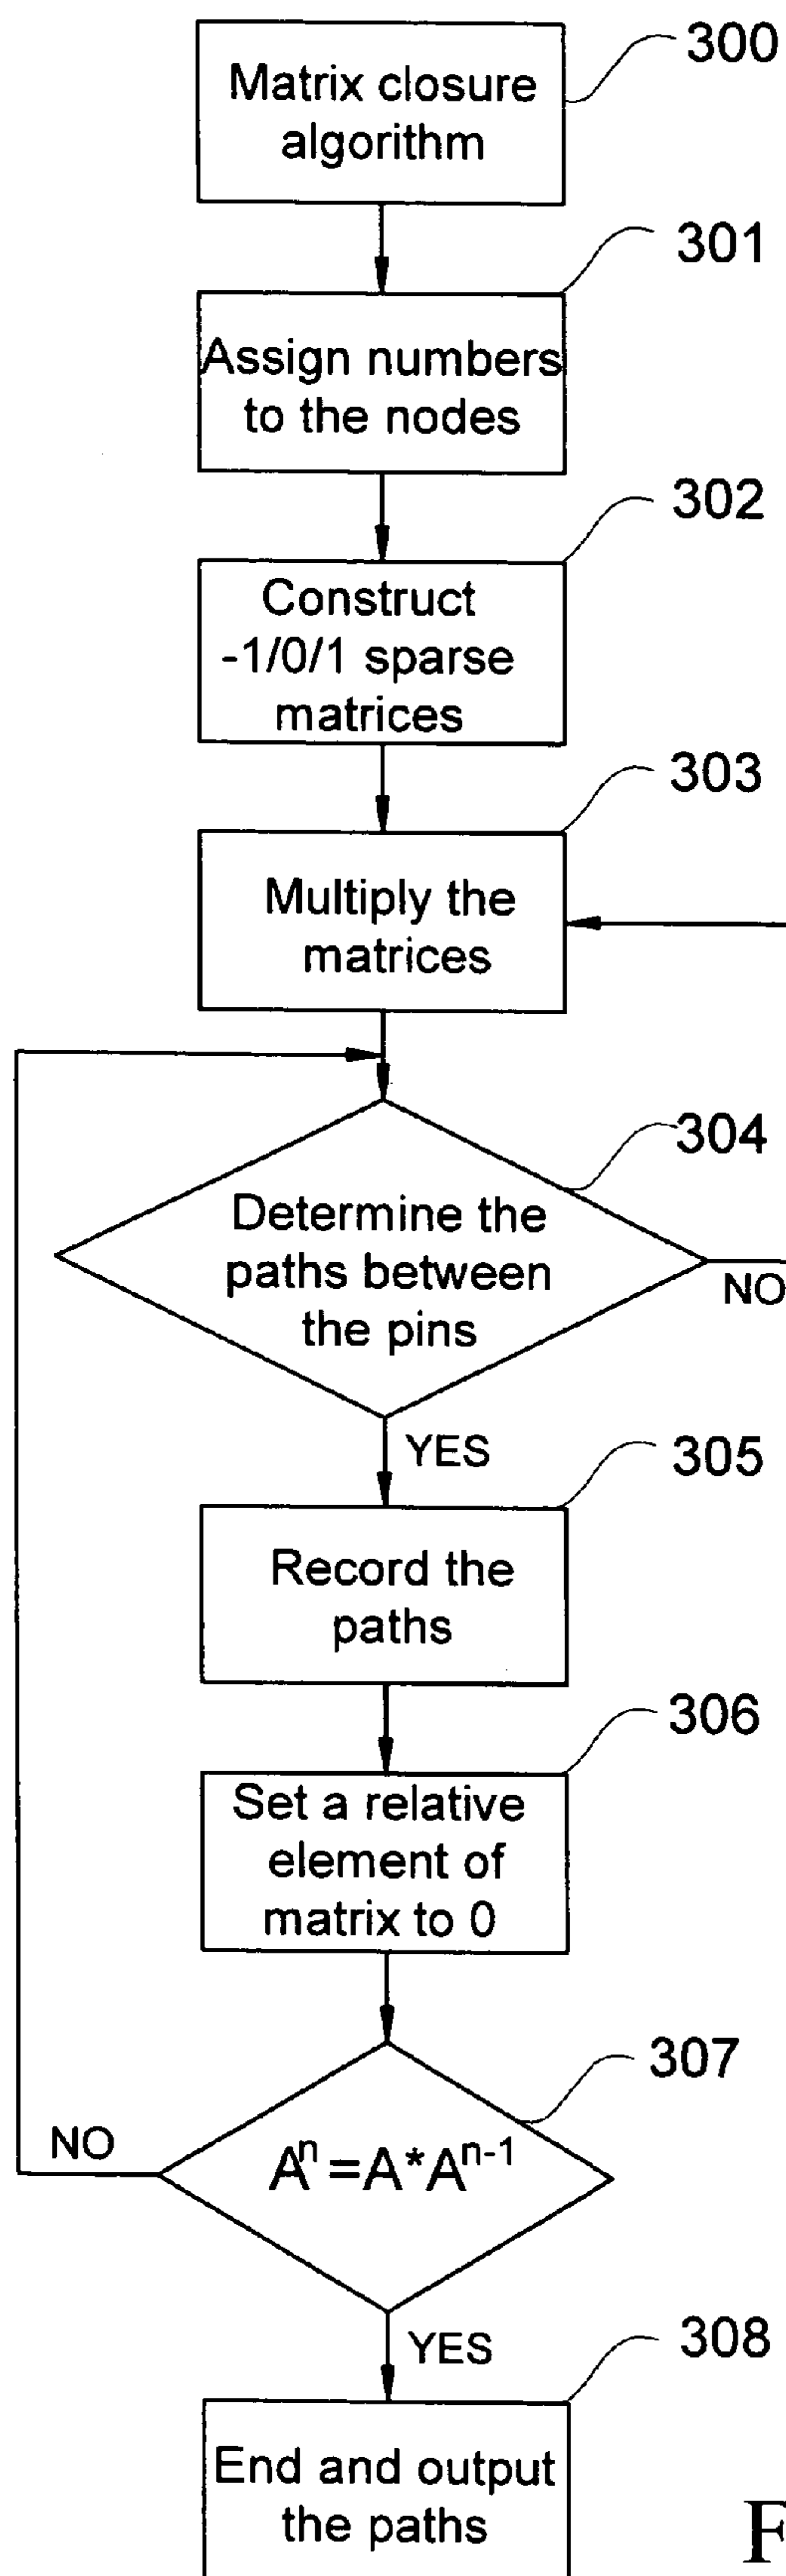 300
Matrix closure
algorithm
301
Assign numbers
to the nodes
302
Construct
-1/0/1 sparse
matrices
303
Multiply the
matrices
304
Determine the
paths between
the pins
NO
YES
305
Record the
paths
306
Set a relative
element of
matrix to 0
307
NO
Aⁿ=A*Aⁿ⁻¹
YES
308
End and output
the paths
F